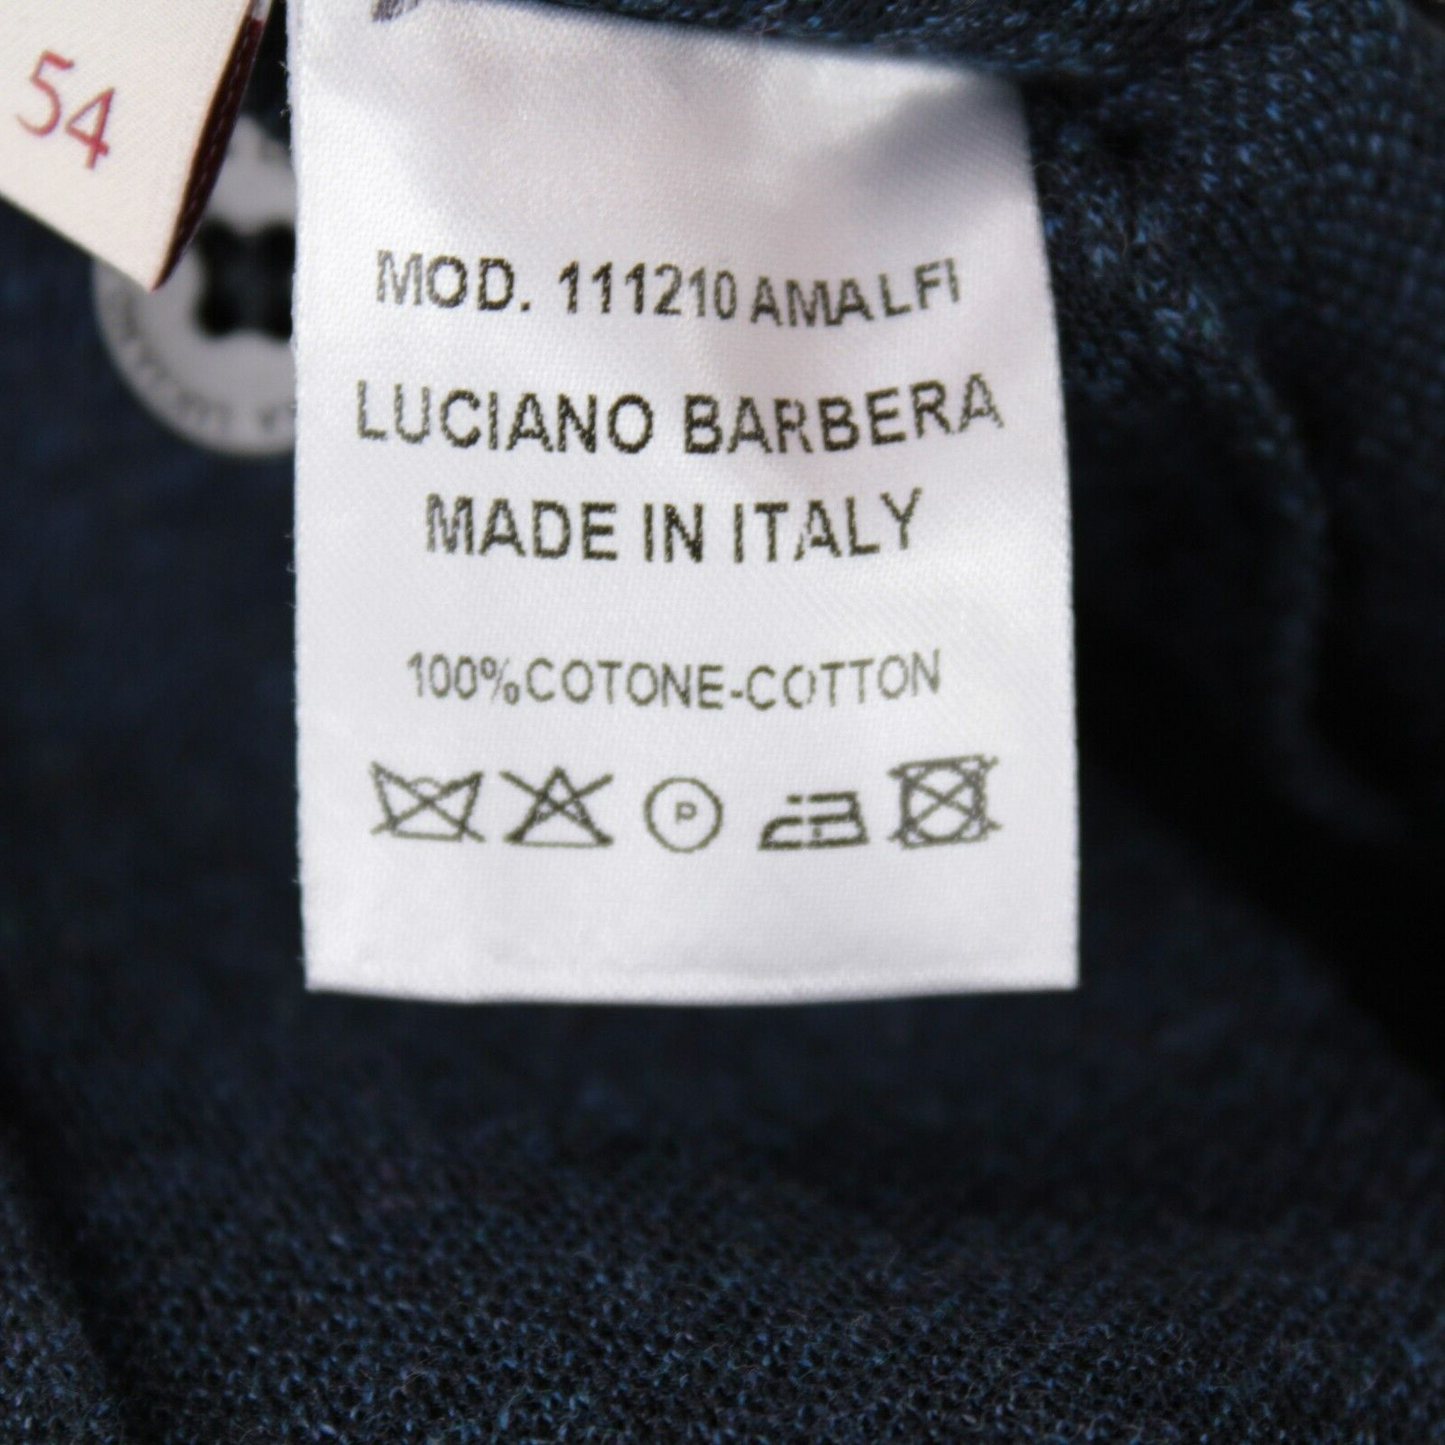 54
MOD. 111210 AMALFI
LUCIANO BARBERA
MADE IN ITALY
100%COTONE-COTTON
P